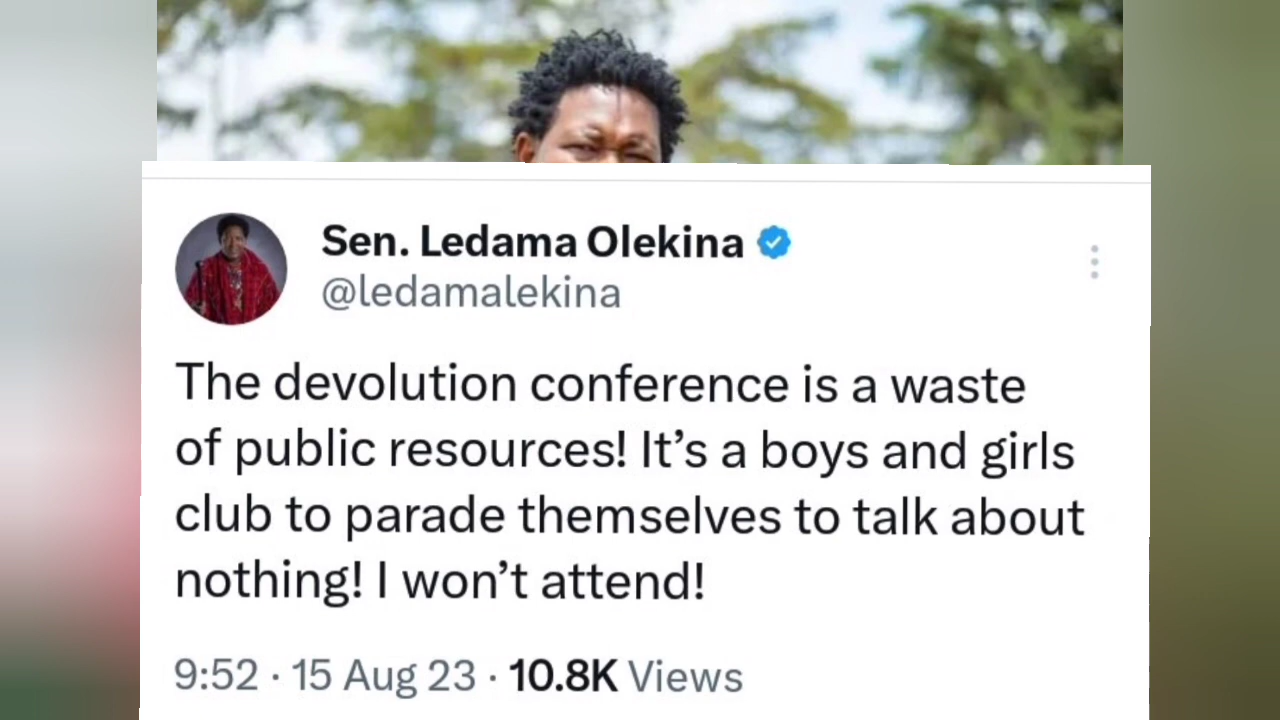 Sen. Ledama Olekina
@ledamalekina
The devolution conference is a waste
of public resources! It’s a boys and girls
club to parade themselves to talk about
nothing! I won’t attend!
9:52 · 15 Aug 23 · 10.8K Views